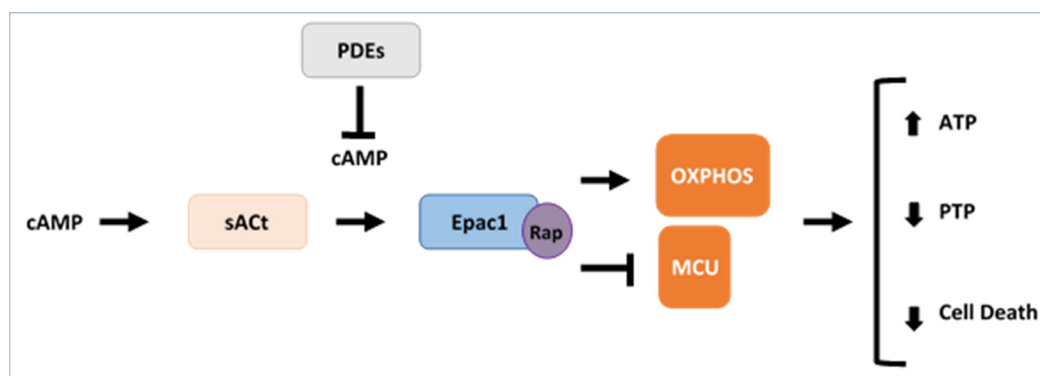 PDEs
cAMP
cAMP
sACt
Epac1
Rap
OXPHOS
MCU
ATP
PTP
Cell Death